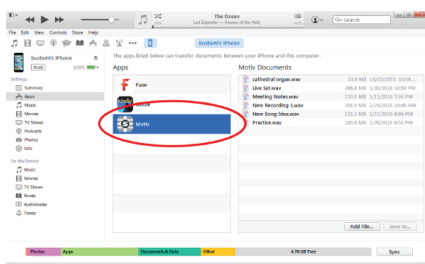 The Ocean
Led Zeppelin — Houses of the Holy
Search
File Edit View Controls Store Help
bustami's iPhone
bustami's iPhone
16GB 100%
The apps listed below can transfer documents between your iPhone and this computer.
Apps
Motiv Documents
Settings
Summary
Apps
Music
Movies
TV Shows
Podcasts
Photos
Info
On My Device
Music
Movies
TV Shows
Books
Audiobooks
Tones
Fuse
Motiv
cathedral organ.wav
Live Set.wav
Meeting Notes.wav
New Recording 1.wav
New Song Idea.wav
Practice.wav
Add File...
Save to...
Photos Apps Documents & Data Other 4.79 GB Free Sync